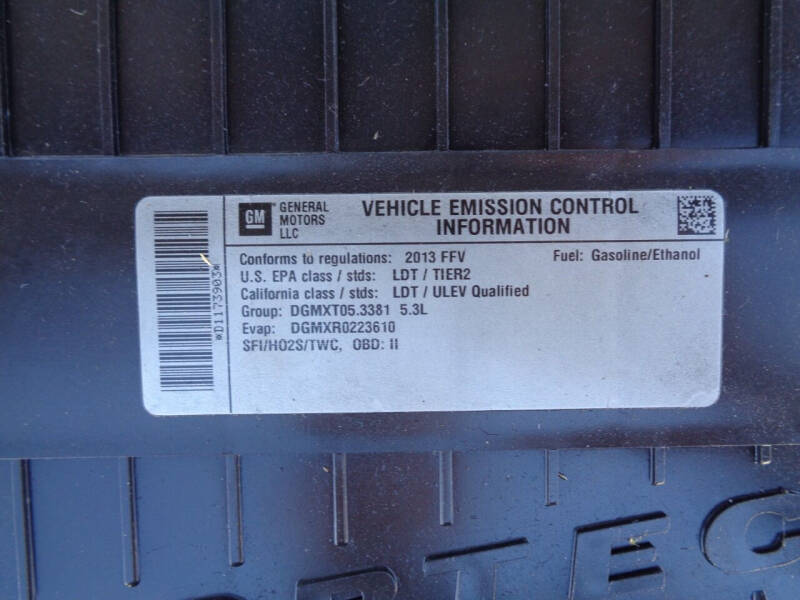 *D1173903*
GM
GENERAL
MOTORS
LLC
VEHICLE EMISSION CONTROL
INFORMATION
Conforms to regulations: 2013 FFV
Fuel: Gasoline/Ethanol
U.S. EPA class / stds: LDT / TIER2
California class / stds: LDT / ULEV Qualified
Group: DGMXT05.3381 5.3L
Evap: DGMXR0223610
SFI/HO2S/TWC, OBD: II
ORTEC